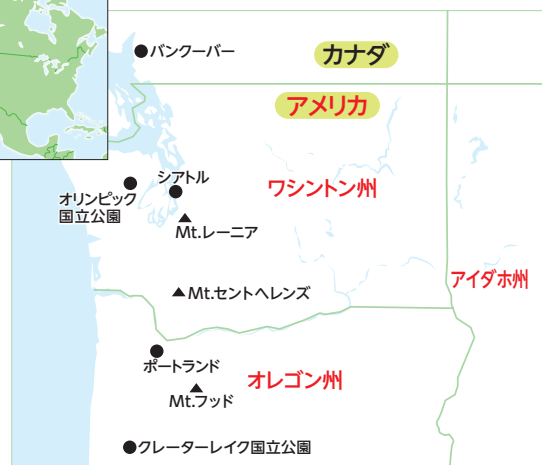 バンクーバー
カナダ
アメリカ
シアトル
オリンピック
国立公園
ワシントン州
Mt.レーニア
アイダホ州
Mt.セントヘレンズ
ポートランド
オレゴン州
Mt.フッド
クレーターレイク国立公園